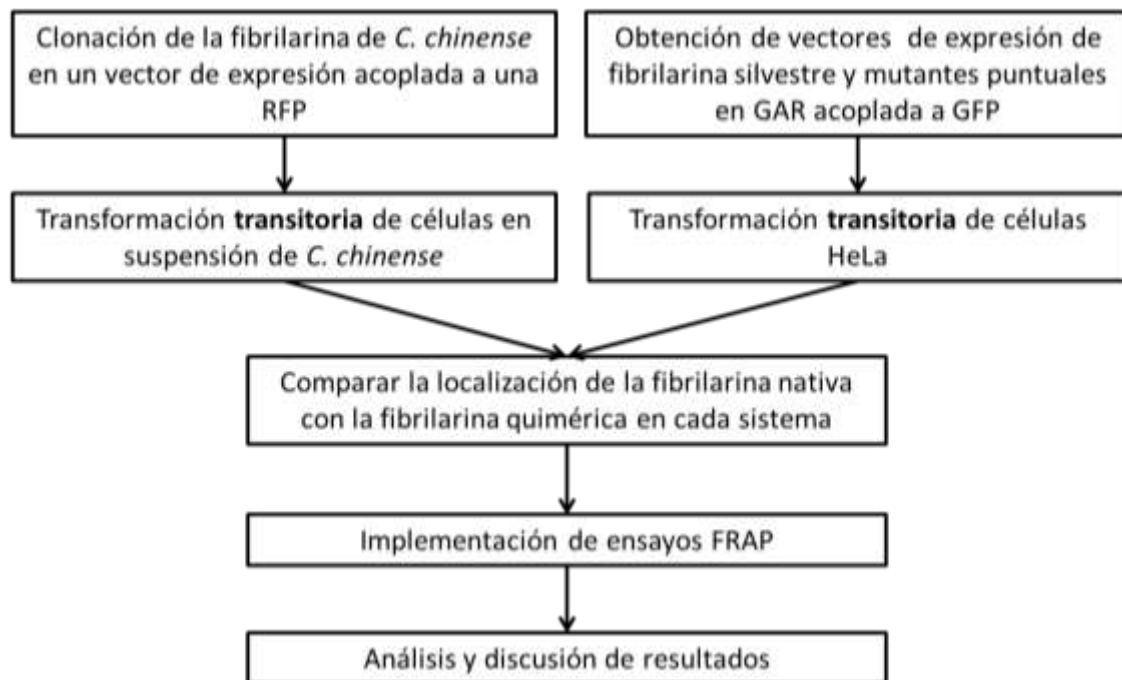 Clonación de la fibrilarina de C. chinense
en un vector de expresión acoplada a una
RFP
Obtención de vectores de expresión de
fibrilarina silvestre y mutantes puntuales
en GAR acoplada a GFP
Transformación transitoria de células en
suspensión de C. chinense
Transformación transitoria de células
HeLa
Comparar la localización de la fibrilarina nativa
con la fibrilarina quimérica en cada sistema
Implementación de ensayos FRAP
Análisis y discusión de resultados